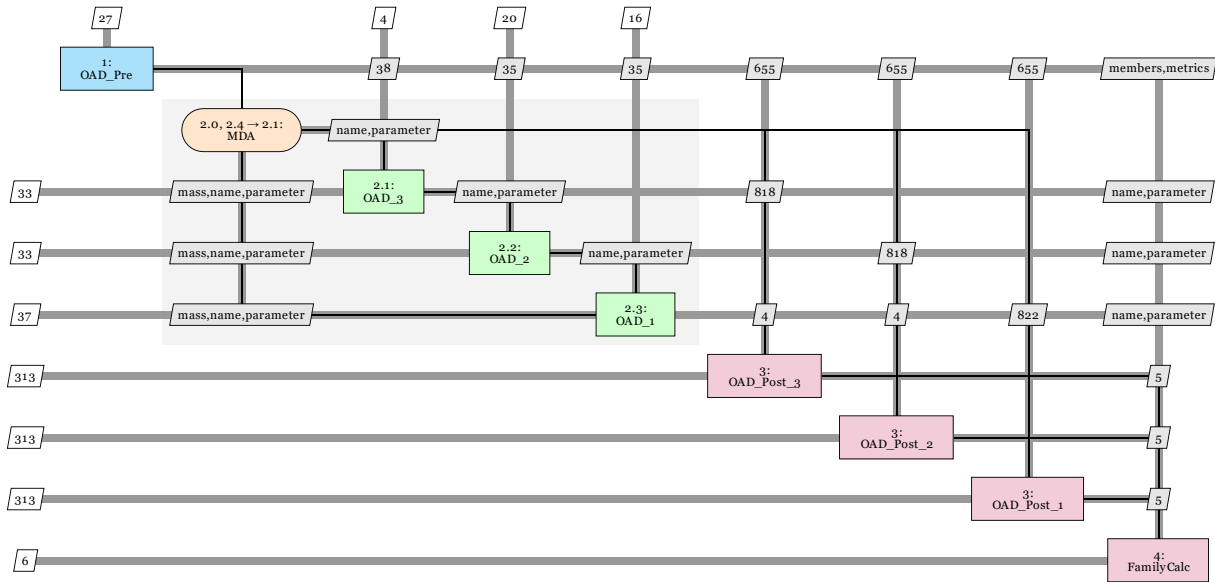 27
4
20
16
1:
OAD_Pre
38
35
35
655
655
655
members,metrics
2.0, 2.4 → 2.1:
MDA
name,parameter
33
mass,name,parameter
2.1:
OAD_3
name,parameter
818
name,parameter
33
mass,name,parameter
2.2:
OAD_2
name,parameter
818
name,parameter
37
mass,name,parameter
2.3:
OAD_1
4
4
822
name,parameter
313
3:
OAD_Post_3
5
313
3:
OAD_Post_2
5
313
3:
OAD_Post_1
5
6
4:
FamilyCalc